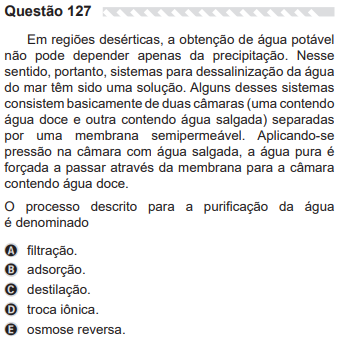 Questão 127
Em regiões desérticas, a obtenção de água potável
não pode depender apenas da precipitação. Nesse
sentido, portanto, sistemas para dessalinização da água
do mar têm sido uma solução. Alguns desses sistemas
consistem basicamente de duas câmaras (uma contendo
água doce e outra contendo água salgada) separadas
por uma membrana semipermeável. Aplicando-se
pressão na câmara com água salgada, a água pura é
forçada a passar através da membrana para a câmara
contendo água doce.
O processo descrito para a purificação da água
é denominado
A filtração.
B adsorção.
C destilação.
D troca iônica.
E osmose reversa.